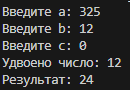 Введите a: 325
Введите b: 12
Введите c: 0
Удвоено число: 12
Результат: 24